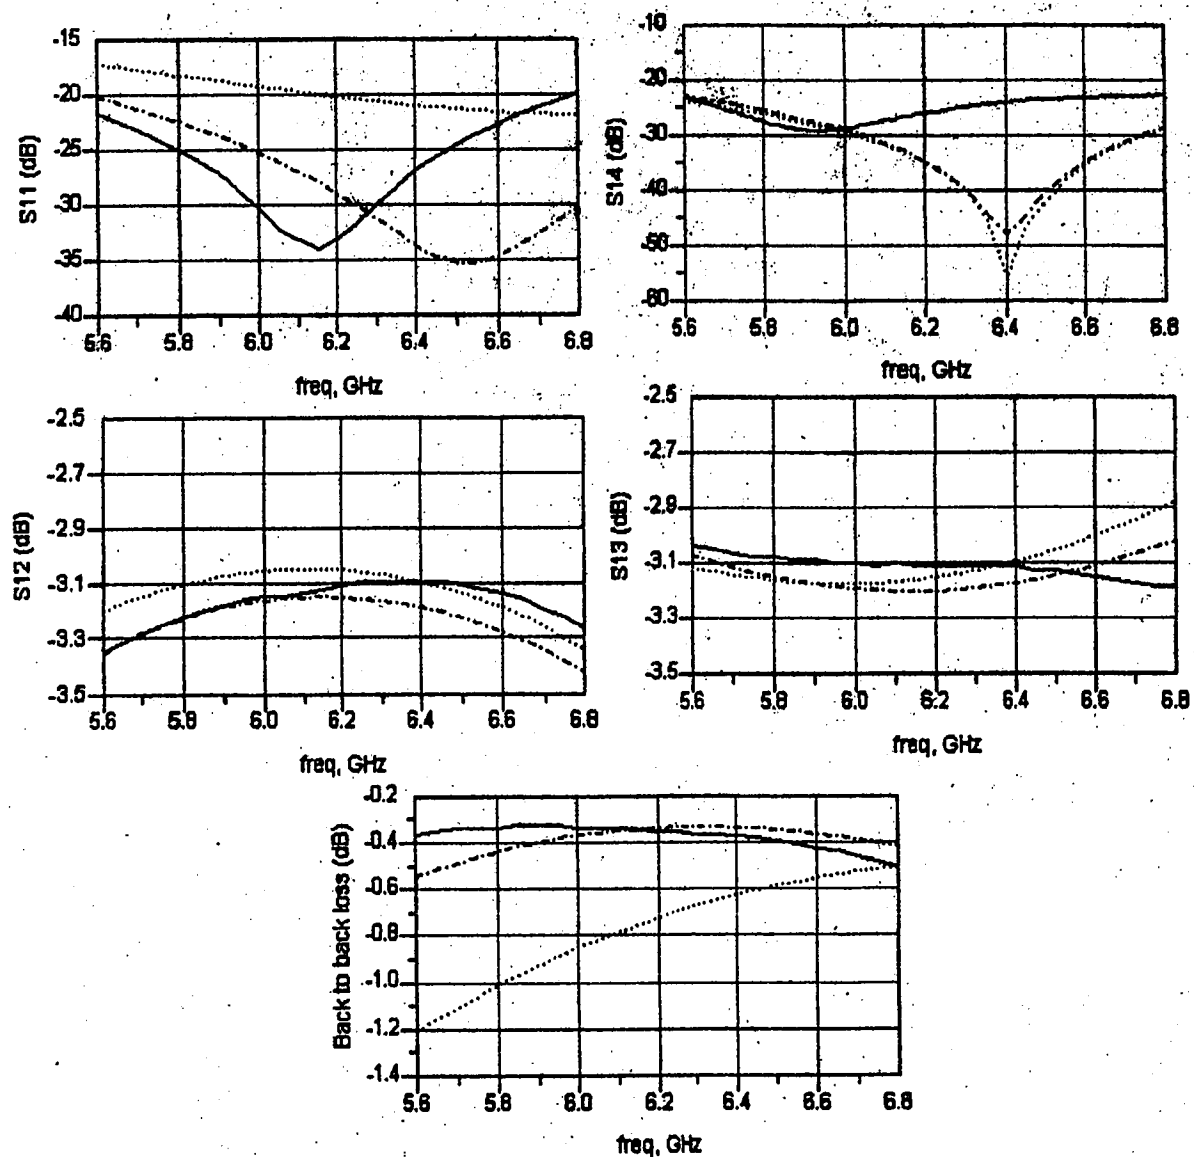 S11 (dB)
-15
-20
-25
-30
-35
-40
5.6 5.8 6.0 6.2 6.4 6.6 6.8
freq, GHz
S14 (dB)
-10
-20
-30
-40
-50
-60
5.6 5.8 6.0 6.2 6.4 6.6 6.8
freq, GHz
S12 (dB)
-2.5
-2.7
-2.9
-3.1
-3.3
-3.5
5.6 5.8 6.0 6.2 6.4 6.6 6.8
freq, GHz
S13 (dB)
-2.5
-2.7
-2.9
-3.1
-3.3
-3.5
5.6 5.8 6.0 6.2 6.4 6.6 6.8
freq, GHz
Back to back loss (dB)
-0.2
-0.4
-0.6
-0.8
-1.0
-1.2
-1.4
5.6 5.8 6.0 6.2 6.4 6.6 6.8
freq, GHz